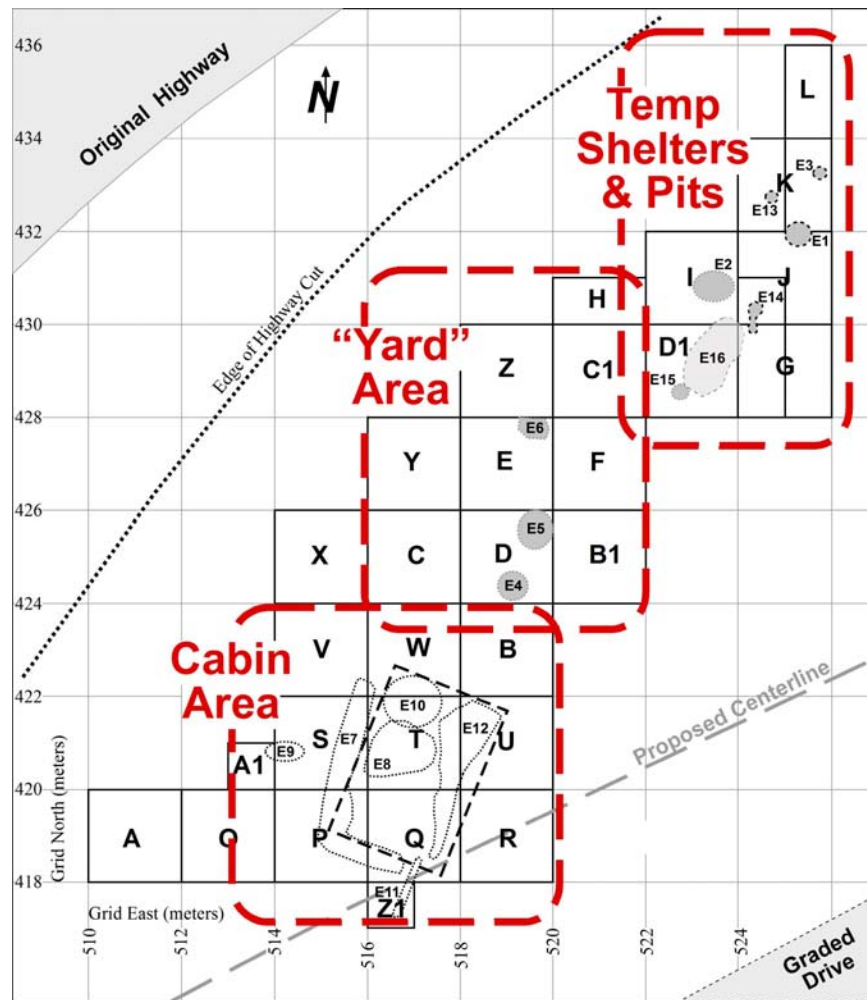 436
434
432
430
428
426
424
422
420
418
Grid North (meters)
Grid East (meters)
510
512
514
516
518
520
522
524
Original Highway
N
Edge of Highway Cut
Temp
Shelters
& Pits
L
E3
K
E13
E1
I
E2
J
E14
D1
E16
E15
G
H
"Yard"
Area
Z
C1
E6
Y
E
F
E5
X
C
D
B1
E4
Cabin
Area
V
W
B
E10
S
E7
T
E12
U
E9
E8
A1
A
O
P
Q
R
E11
Z1
Proposed Centerline
Graded
Drive